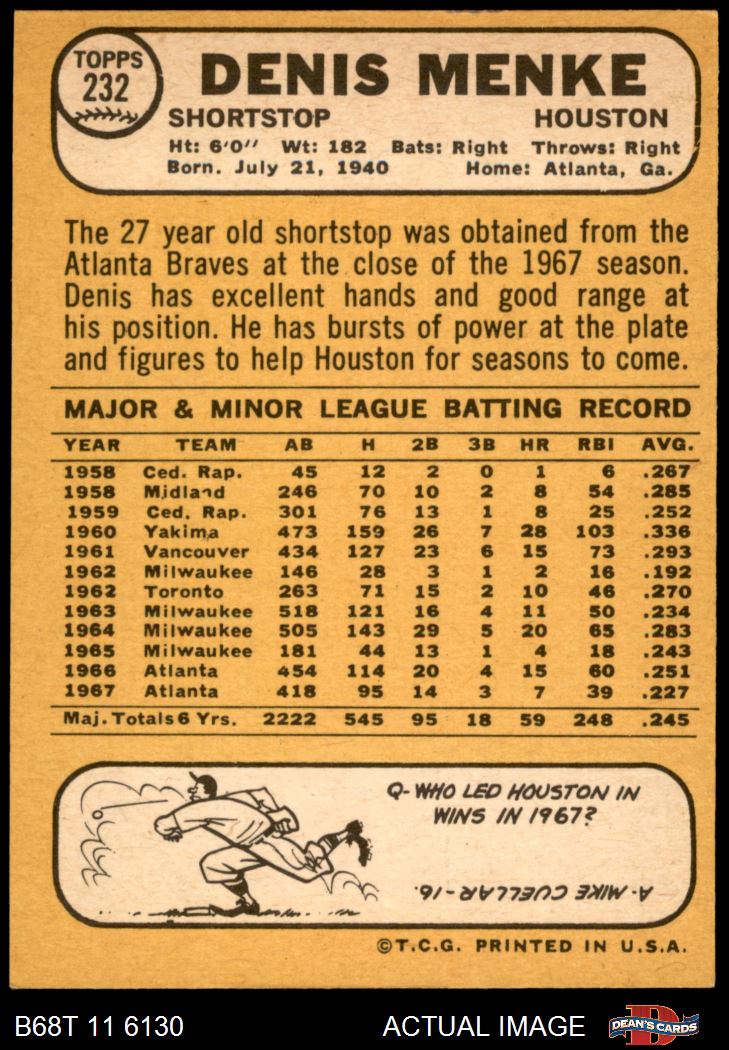 TOPPS
232
DENIS MENKE
SHORTSTOP HOUSTON
Ht: 6'0" Wt: 182 Bats: Right Throws: Right
Born. July 21, 1940 Home: Atlanta, Ga.
The 27 year old shortstop was obtained from the
Atlanta Braves at the close of the 1967 season.
Denis has excellent hands and good range at
his position. He has bursts of power at the plate
and figures to help Houston for seasons to come.
MAJOR & MINOR LEAGUE BATTING RECORD
YEAR TEAM AB H 2B 3B HR RBI AVG.
1958 Ced. Rap. 45 12 2 0 1 6 .267
1958 Midland 246 70 10 2 8 54 .285
1959 Ced. Rap. 301 76 13 1 8 25 .252
1960 Yakima 473 159 26 7 28 103 .336
1961 Vancouver 434 127 23 6 15 73 .293
1962 Milwaukee 146 28 3 1 2 16 .192
1962 Toronto 263 71 15 2 10 46 .270
1963 Milwaukee 518 121 16 4 11 50 .234
1964 Milwaukee 505 143 29 5 20 65 .283
1965 Milwaukee 181 44 13 1 4 18 .243
1966 Atlanta 454 114 20 4 15 60 .251
1967 Atlanta 418 95 14 3 7 39 .227
Maj. Totals 6 Yrs. 2222 545 95 18 59 248 .245
Q- WHO LED HOUSTON IN
WINS IN 1967?
A- MIKE CUELLAR-16.
©T.C.G. PRINTED IN U.S.A.
B68T 11 6130 ACTUAL IMAGE D DEAN'S CARDS